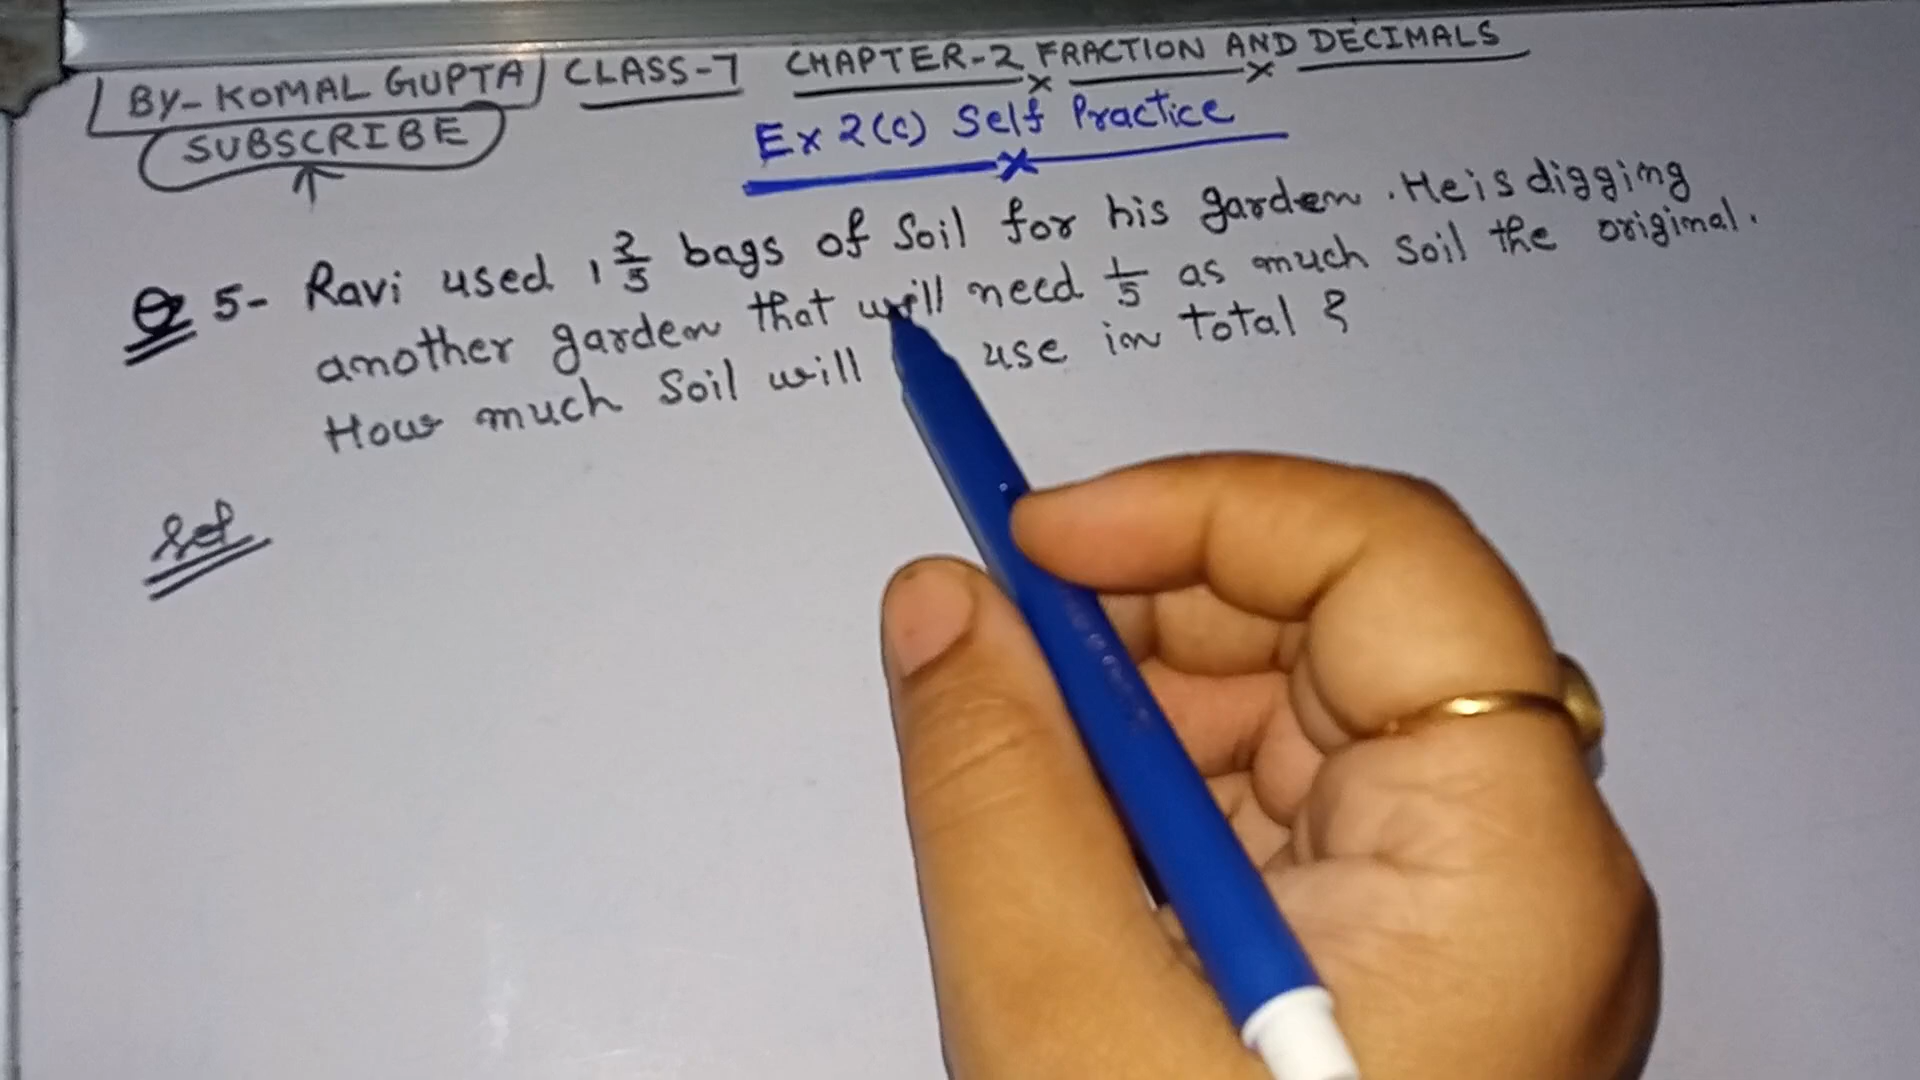 BY-KOMAL GUPTA CLASS-7 CHAPTER-2 FRACTION AND DECIMALS
SUBSCRIBE
Ex 2(c) Self Practice
Q 5- Ravi used 1 2/5 bags of Soil for his garden. He is digging
another garden that will need 1/5 as much soil the original.
How much Soil will use in total ?
Sol